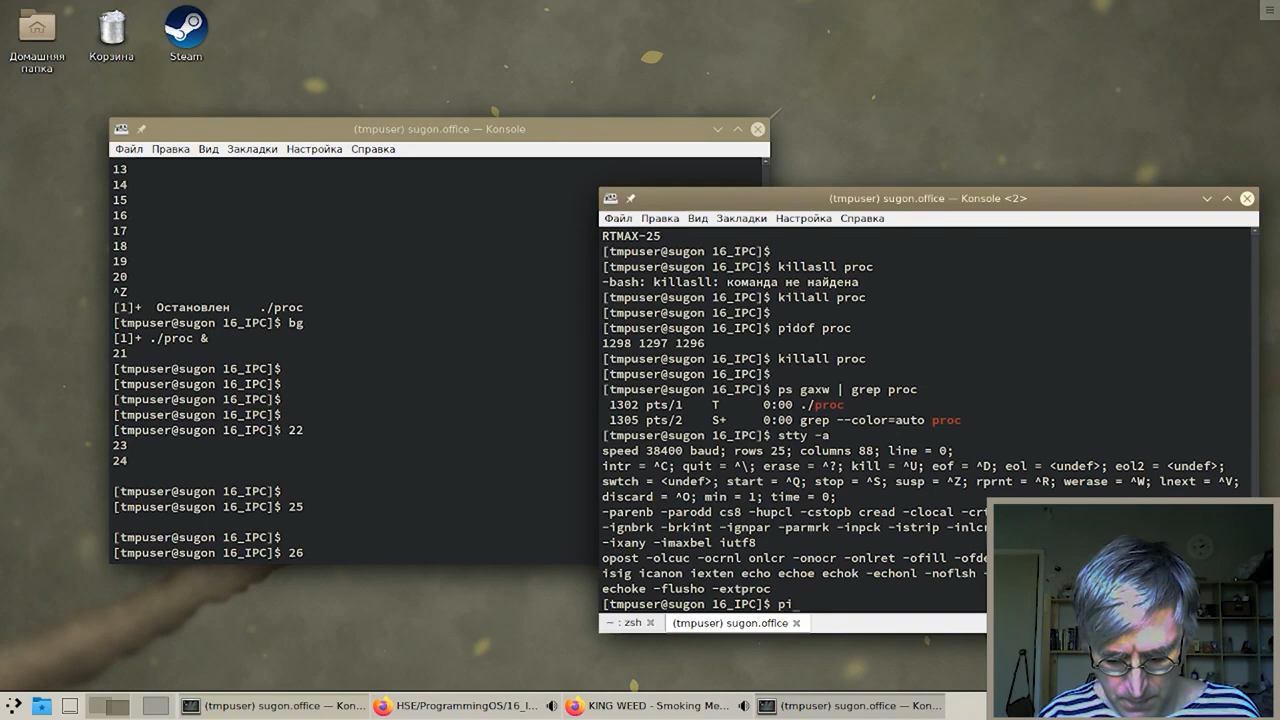 Домашняя
папка
Корзина
Steam
(tmpuser) sugon.office — Konsole
Файл Правка Вид Закладки Настройка Справка
13
14
15
16
17
18
19
20
^Z
[1]+  Остановлен    ./proc
[tmpuser@sugon 16_IPC]$ bg
[1]+ ./proc &
21
[tmpuser@sugon 16_IPC]$
[tmpuser@sugon 16_IPC]$
[tmpuser@sugon 16_IPC]$
[tmpuser@sugon 16_IPC]$
[tmpuser@sugon 16_IPC]$ 22
23
24
[tmpuser@sugon 16_IPC]$
[tmpuser@sugon 16_IPC]$ 25
[tmpuser@sugon 16_IPC]$
[tmpuser@sugon 16_IPC]$ 26
(tmpuser) sugon.office — Konsole <2>
Файл Правка Вид Закладки Настройка Справка
RTMAX-25
[tmpuser@sugon 16_IPC]$
[tmpuser@sugon 16_IPC]$ killasll proc
-bash: killasll: команда не найдена
[tmpuser@sugon 16_IPC]$ killall proc
[tmpuser@sugon 16_IPC]$
[tmpuser@sugon 16_IPC]$ pidof proc
1298 1297 1296
[tmpuser@sugon 16_IPC]$ killall proc
[tmpuser@sugon 16_IPC]$
[tmpuser@sugon 16_IPC]$ ps gaxw | grep proc
1302 pts/1    T      0:00 ./proc
1305 pts/2    S+     0:00 grep --color=auto proc
[tmpuser@sugon 16_IPC]$ stty -a
speed 38400 baud; rows 25; columns 88; line = 0;
intr = ^C; quit = ^\; erase = ^?; kill = ^U; eof = ^D; eol = <undef>; eol2 = <undef>;
swtch = <undef>; start = ^Q; stop = ^S; susp = ^Z; rprnt = ^R; werase = ^W; lnext = ^V;
discard = ^O; min = 1; time = 0;
-parenb -parodd cs8 -hupcl -cstopb cread -clocal
-ignbrk -brkint -ignpar -parmrk -inpck -istrip
-ixany -imaxbel iutf8
opost -olcuc -ocrnl onlcr -onocr -onlret -ofill
isig icanon iexten echo echoe echok -echonl -noflsh
echoke -flusho -extproc
[tmpuser@sugon 16_IPC]$ pi_
~ : zsh
(tmpuser) sugon.office
(tmpuser) sugon.office — Kon...
HSE/ProgrammingOS/16_I...
KING WEED - Smoking Me...
(tmpuser) sugon.office — Kon...